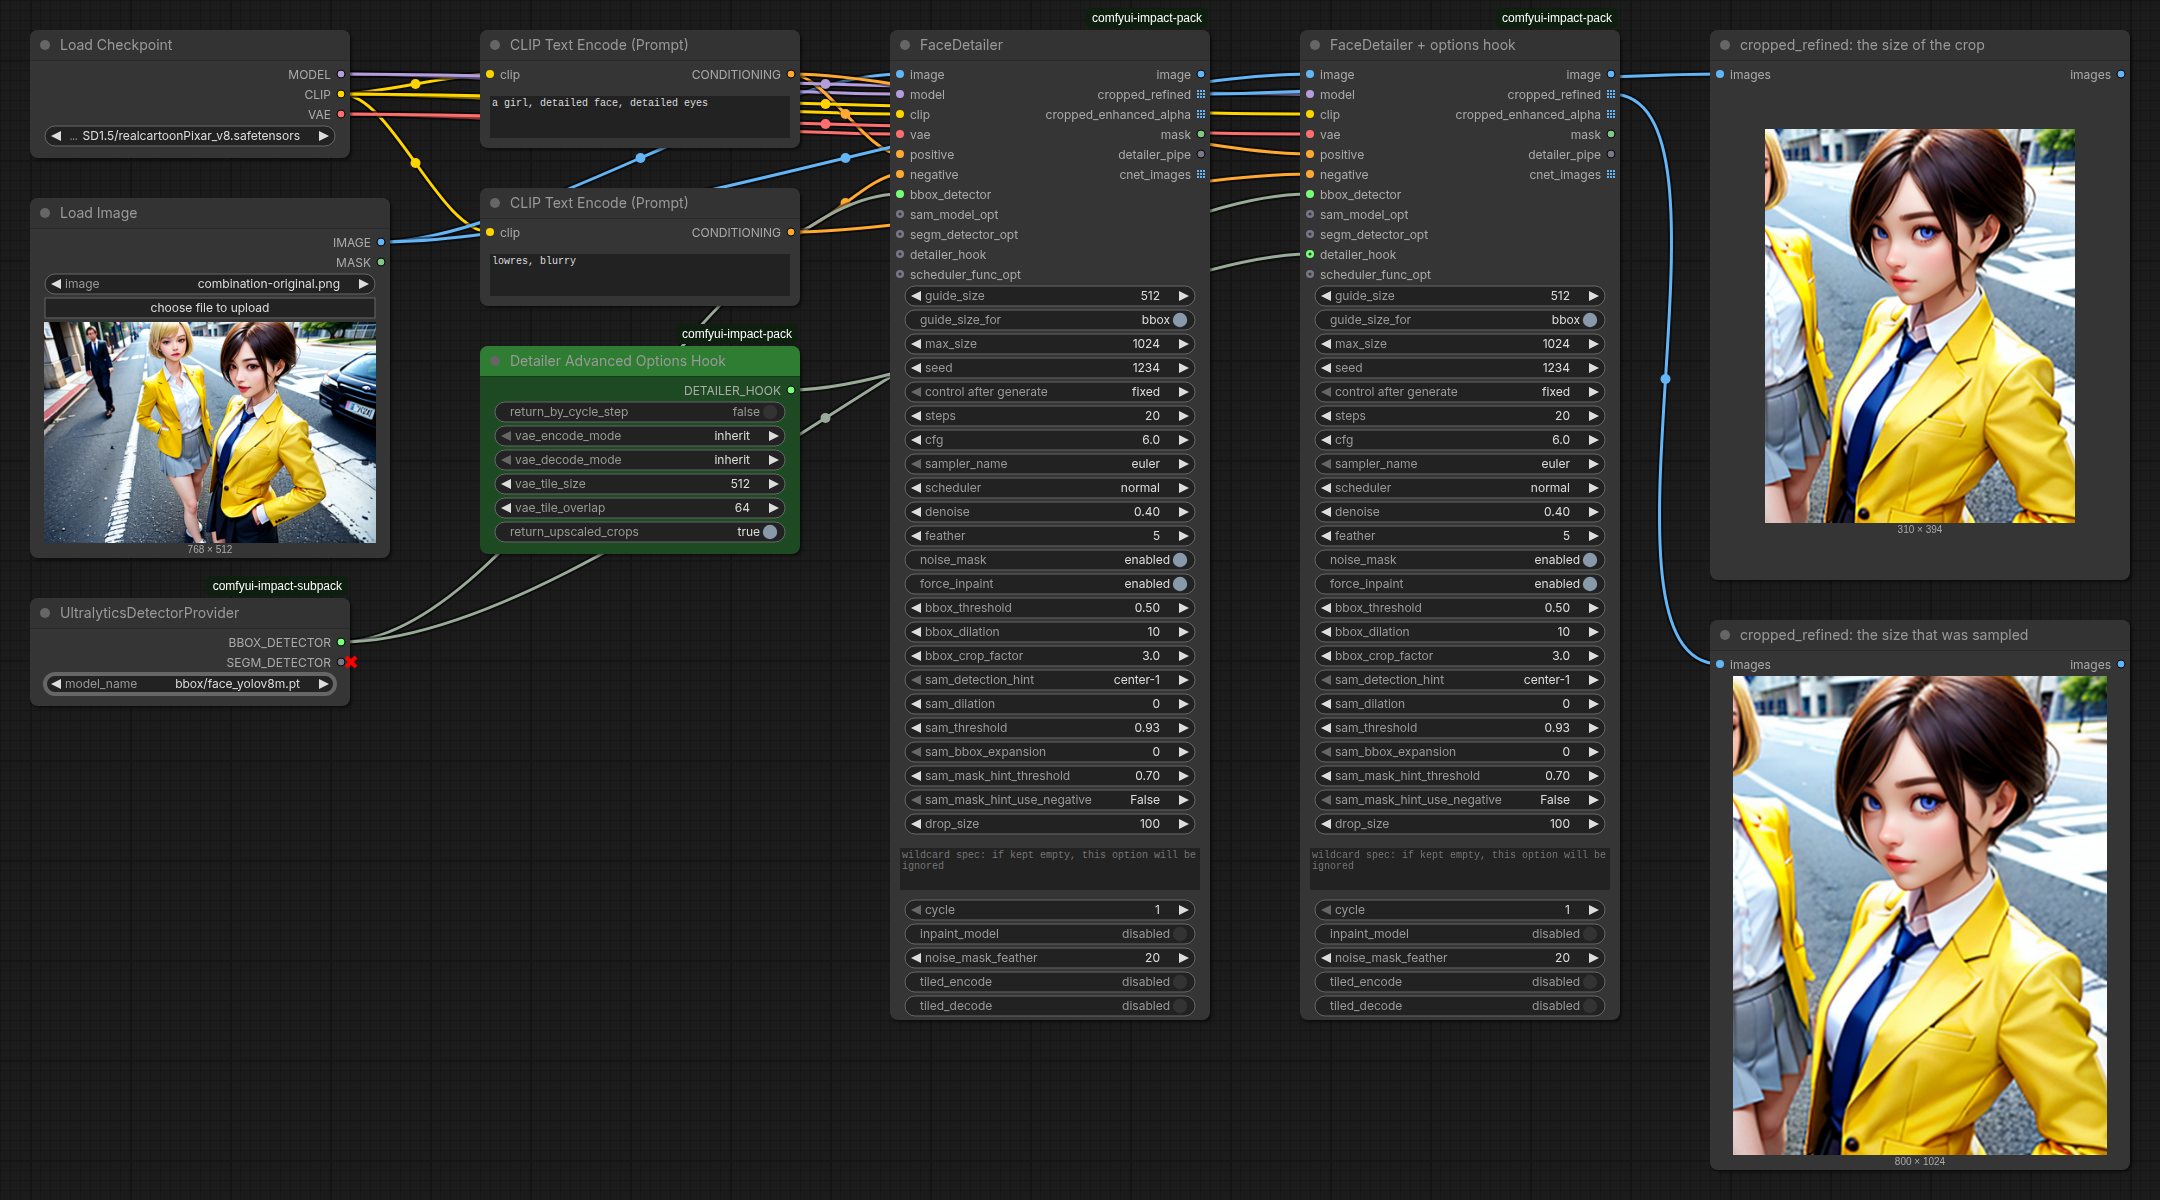 comfyui-impact-pack
comfyui-impact-pack
Load Checkpoint
MODEL
CLIP
VAE
... SD1.5/realcartoonPixar_v8.safetensors
Load Image
IMAGE
MASK
image combination-original.png
choose file to upload
768 × 512
comfyui-impact-subpack
UltralyticsDetectorProvider
BBOX_DETECTOR
SEGM_DETECTOR
model_name bbox/face_yolov8m.pt
CLIP Text Encode (Prompt)
clip CONDITIONING
a girl, detailed face, detailed eyes
CLIP Text Encode (Prompt)
clip CONDITIONING
lowres, blurry
comfyui-impact-pack
Detailer Advanced Options Hook
DETAILER_HOOK
return_by_cycle_step false
vae_encode_mode inherit
vae_decode_mode inherit
vae_tile_size 512
vae_tile_overlap 64
return_upscaled_crops true
FaceDetailer
image image
model cropped_refined
clip cropped_enhanced_alpha
vae mask
positive detailer_pipe
negative cnet_images
bbox_detector
sam_model_opt
segm_detector_opt
detailer_hook
scheduler_func_opt
guide_size 512
guide_size_for bbox
max_size 1024
seed 1234
control after generate fixed
steps 20
cfg 6.0
sampler_name euler
scheduler normal
denoise 0.40
feather 5
noise_mask enabled
force_inpaint enabled
bbox_threshold 0.50
bbox_dilation 10
bbox_crop_factor 3.0
sam_detection_hint center-1
sam_dilation 0
sam_threshold 0.93
sam_bbox_expansion 0
sam_mask_hint_threshold 0.70
sam_mask_hint_use_negative False
drop_size 100
wildcard spec: if kept empty, this option will be
ignored
cycle 1
inpaint_model disabled
noise_mask_feather 20
tiled_encode disabled
tiled_decode disabled
FaceDetailer + options hook
image image
model cropped_refined
clip cropped_enhanced_alpha
vae mask
positive detailer_pipe
negative cnet_images
bbox_detector
sam_model_opt
segm_detector_opt
detailer_hook
scheduler_func_opt
guide_size 512
guide_size_for bbox
max_size 1024
seed 1234
control after generate fixed
steps 20
cfg 6.0
sampler_name euler
scheduler normal
denoise 0.40
feather 5
noise_mask enabled
force_inpaint enabled
bbox_threshold 0.50
bbox_dilation 10
bbox_crop_factor 3.0
sam_detection_hint center-1
sam_dilation 0
sam_threshold 0.93
sam_bbox_expansion 0
sam_mask_hint_threshold 0.70
sam_mask_hint_use_negative False
drop_size 100
wildcard spec: if kept empty, this option will be
ignored
cycle 1
inpaint_model disabled
noise_mask_feather 20
tiled_encode disabled
tiled_decode disabled
cropped_refined: the size of the crop
images images
310 × 394
cropped_refined: the size that was sampled
images images
800 × 1024